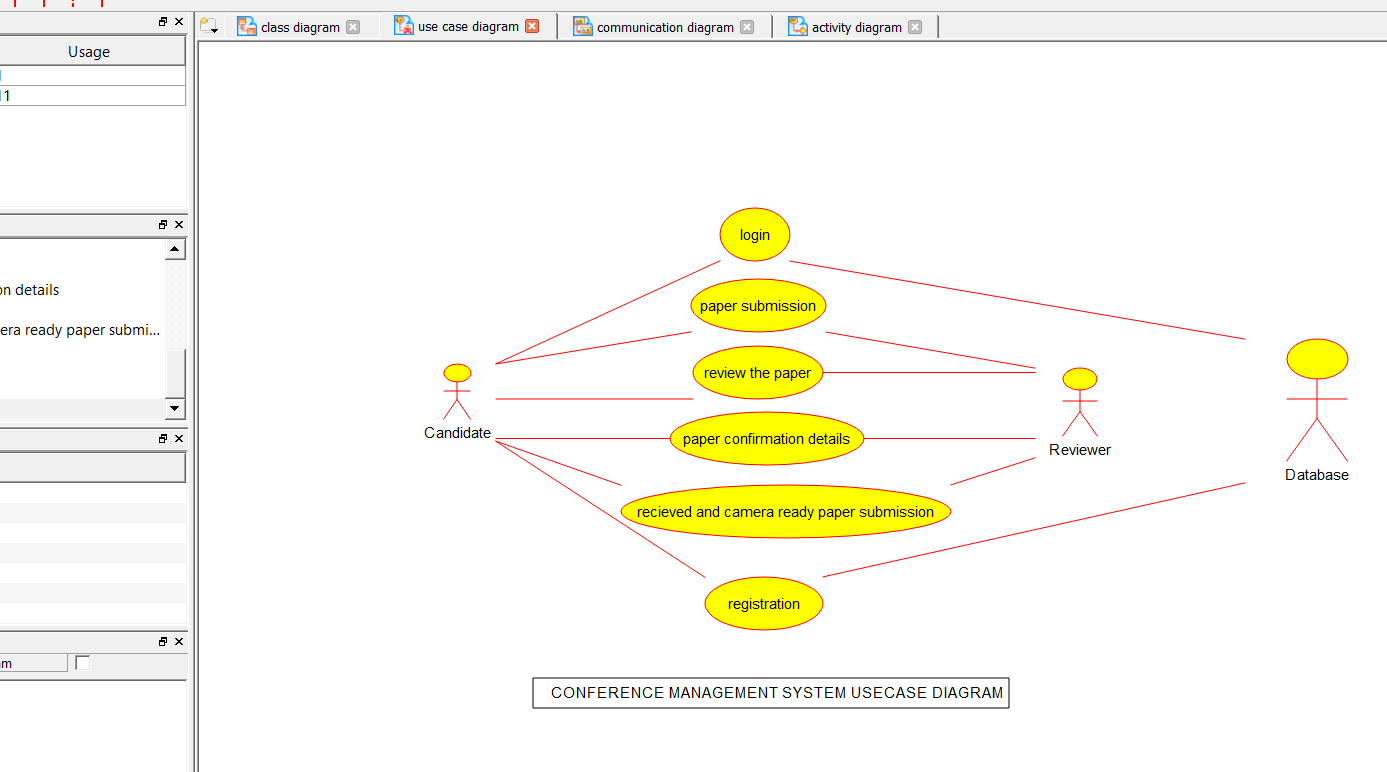 class diagram
use case diagram
communication diagram
activity diagram
Usage
11
on details
era ready paper submi...
login
paper submission
review the paper
Candidate
paper confirmation details
Reviewer
Database
recieved and camera ready paper submission
registration
CONFERENCE MANAGEMENT SYSTEM USECASE DIAGRAM